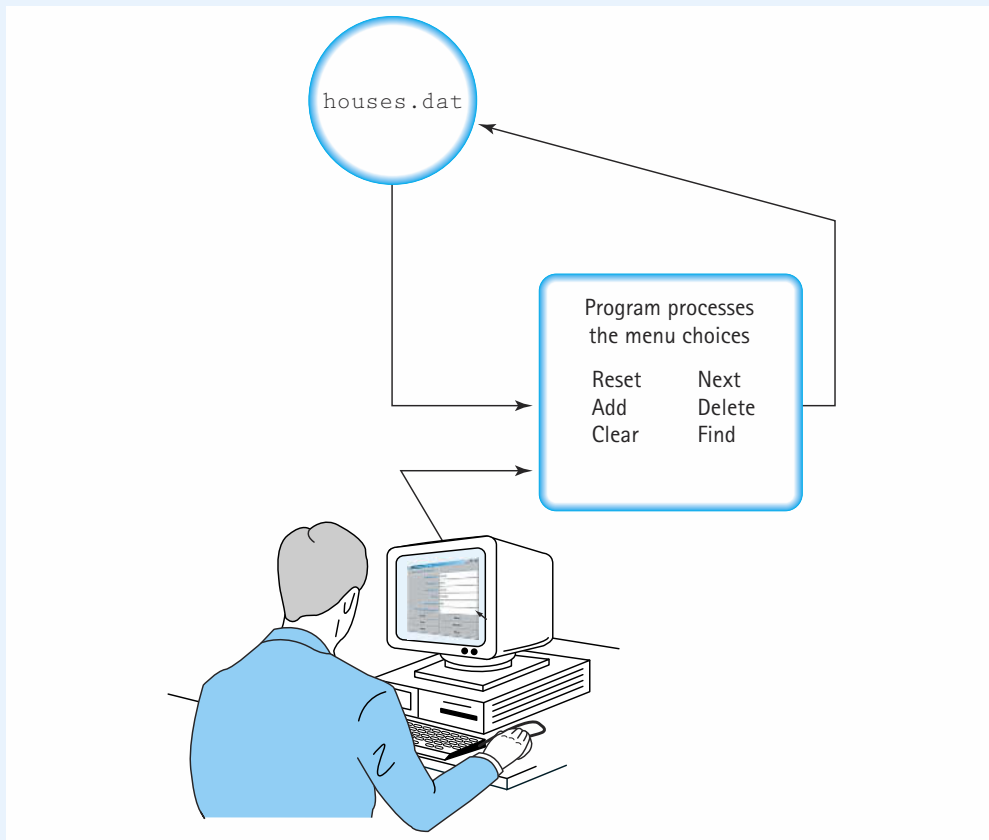 houses.dat
Program processes
the menu choices
Reset Next
Add Delete
Clear Find